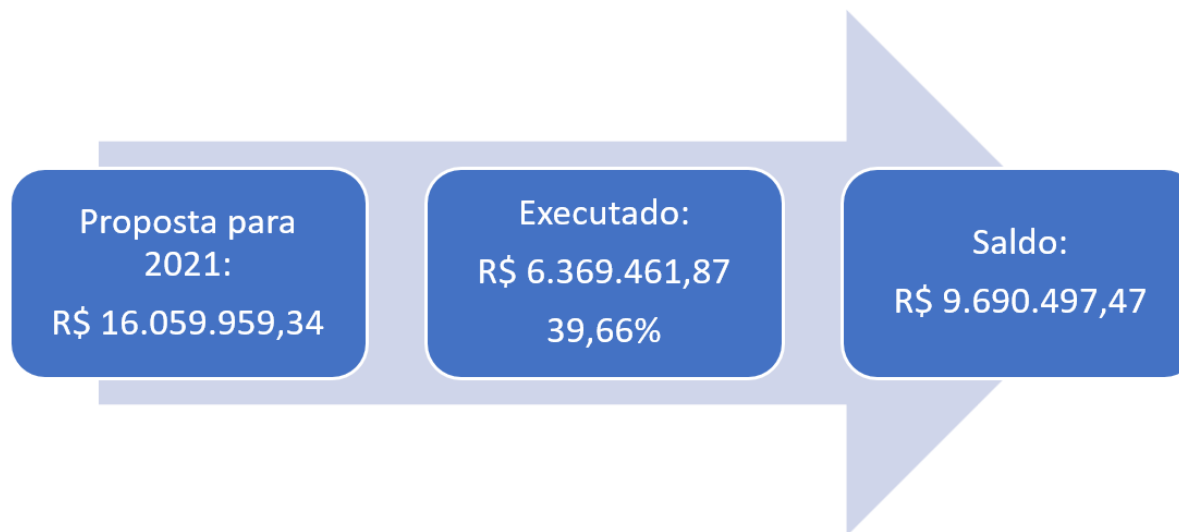 Proposta para
2021:
R$ 16.059.959,34
Executado:
R$ 6.369.461,87
39,66%
Saldo:
R$ 9.690.497,47